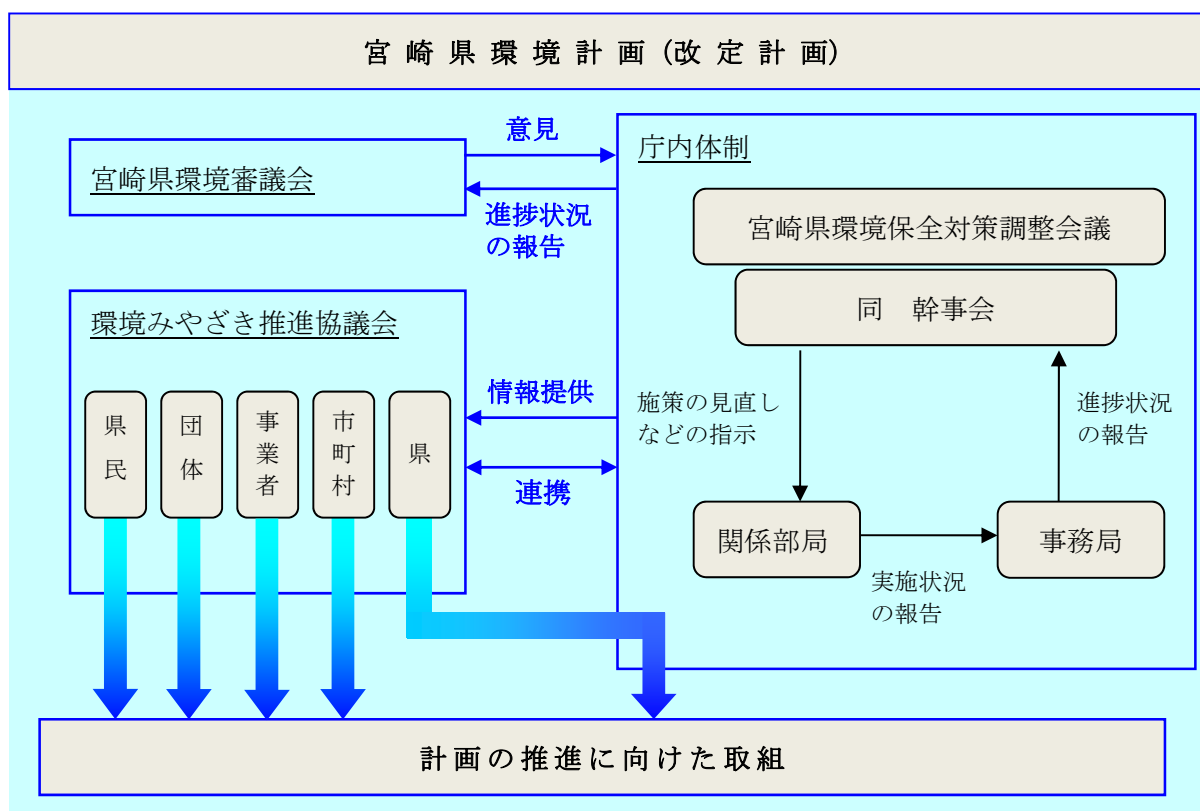 宮崎県環境計画(改定計画)
宮崎県環境審議会
意見
進捗状況
の報告
庁内体制
宮崎県環境保全対策調整会議
同　幹事会
施策の見直し
などの指示
進捗状況
の報告
関係部局
実施状況
の報告
事務局
環境みやざき推進協議会
県民
団体
事業者
市町村
県
情報提供
連携
計画の推進に向けた取組